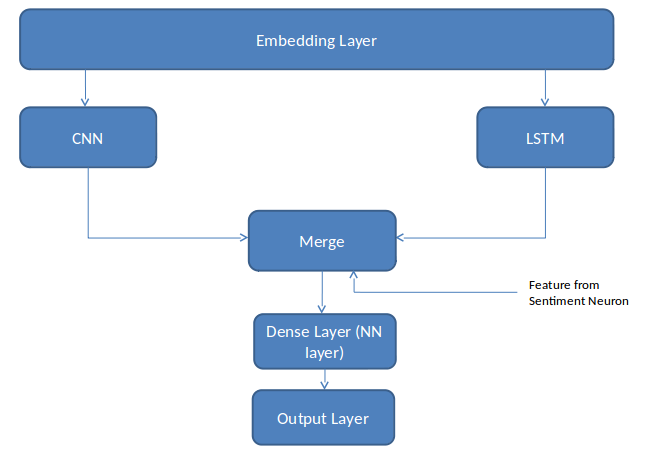 Embedding Layer
CNN
LSTM
Merge
Feature from
Sentiment Neuron
Dense Layer (NN
layer)
Output Layer